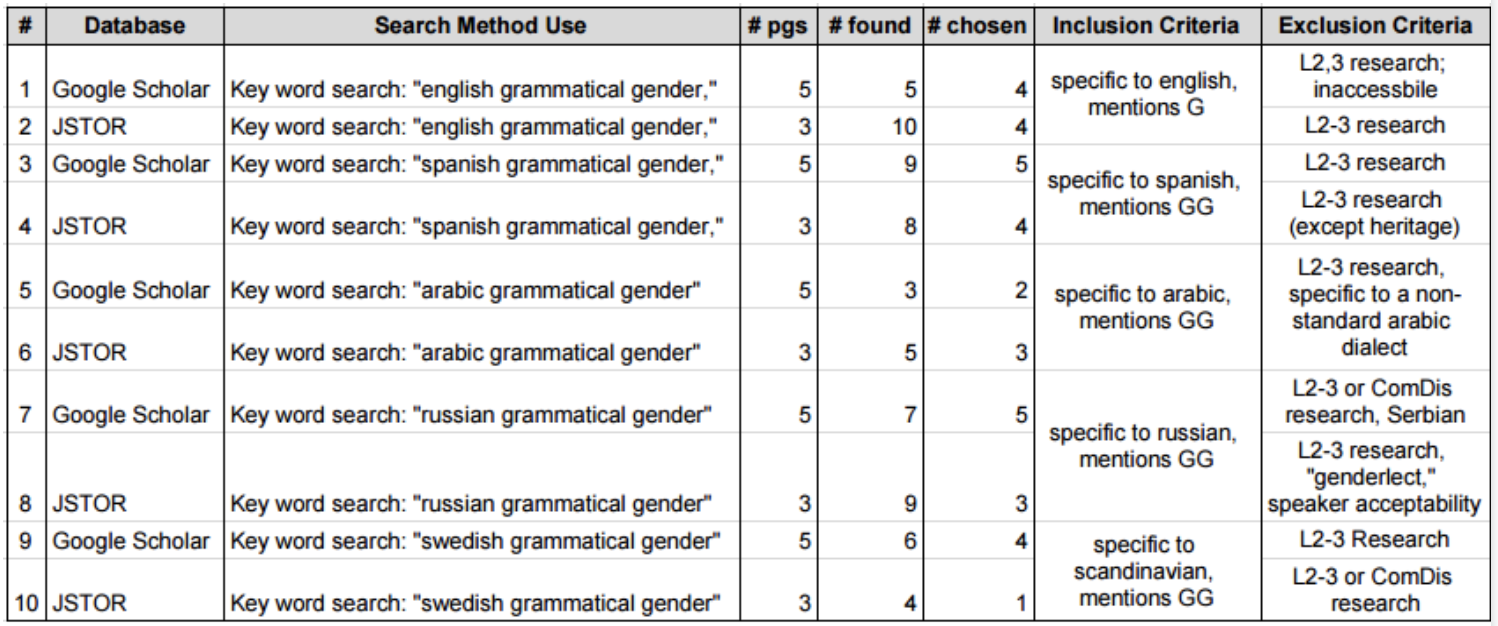 # Database Search Method Use # pgs # found # chosen Inclusion Criteria Exclusion Criteria
1 Google Scholar Key word search: "english grammatical gender," 5 5 4 specific to english, mentions G L2,3 research; inaccessbile
2 JSTOR Key word search: "english grammatical gender," 3 10 4 L2-3 research
3 Google Scholar Key word search: "spanish grammatical gender," 5 9 5 specific to spanish, mentions GG L2-3 research
4 JSTOR Key word search: "spanish grammatical gender," 3 8 4 L2-3 research (except heritage)
5 Google Scholar Key word search: "arabic grammatical gender" 5 3 2 specific to arabic, mentions GG L2-3 research, specific to a non-standard arabic dialect
6 JSTOR Key word search: "arabic grammatical gender" 3 5 3
7 Google Scholar Key word search: "russian grammatical gender" 5 7 5 specific to russian, mentions GG L2-3 or ComDis research, Serbian
8 JSTOR Key word search: "russian grammatical gender" 3 9 3 L2-3 research, "genderlect," speaker acceptability
9 Google Scholar Key word search: "swedish grammatical gender" 5 6 4 specific to scandinavian, mentions GG L2-3 Research
10 JSTOR Key word search: "swedish grammatical gender" 3 4 1 L2-3 or ComDis research